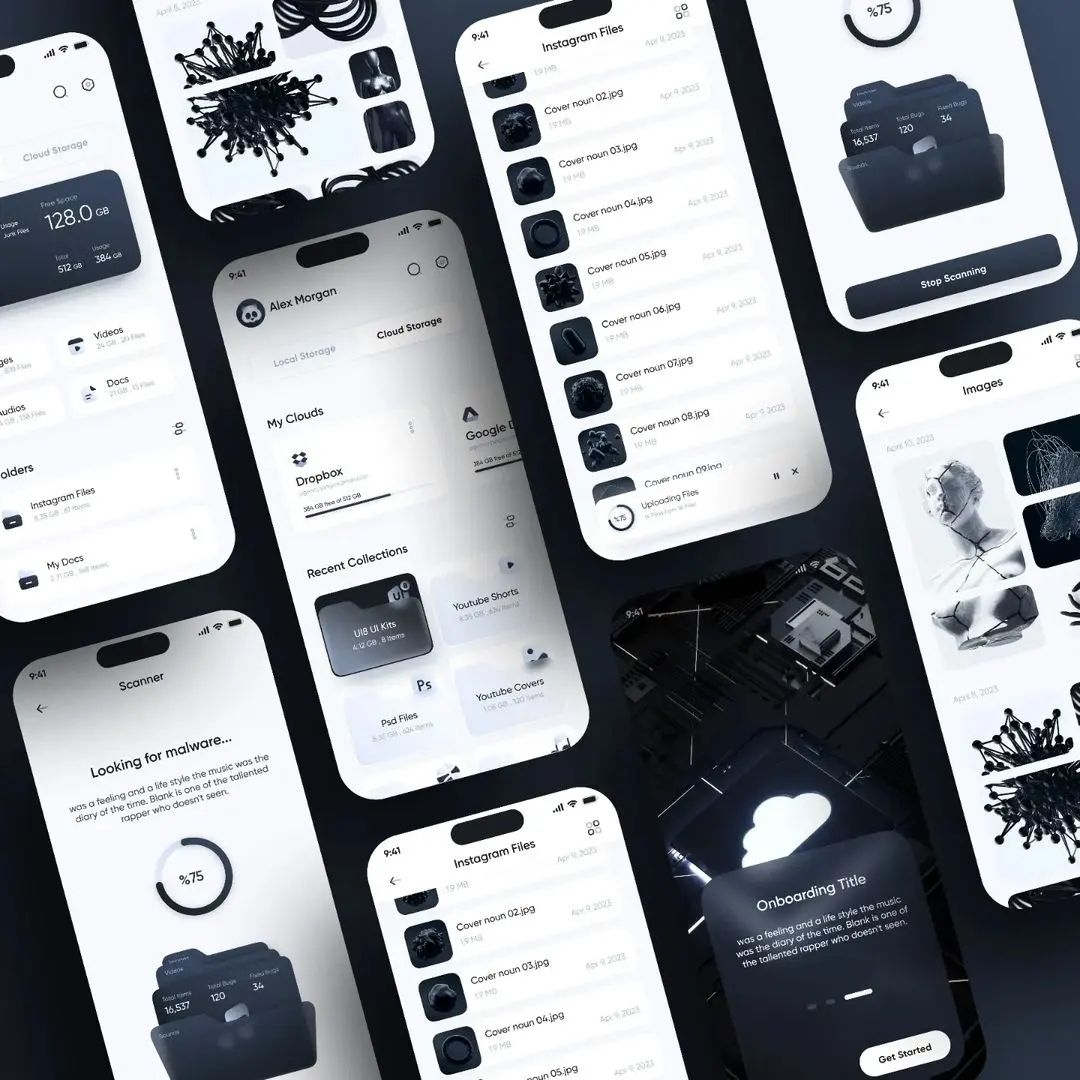 Cloud Storage
Usage
Junk Files
Free Space
128.0 GB
Total
512 GB
Usage
384 GB
Videos
24 GB , 20 Files
Docs
21 GB , 13 Files
Instagram Files
8.35 GB , 61 Items
My Docs
April 8, 2023
9:41
Instagram Files
1.9 MB
Apr 9, 2023
Cover noun 02.jpg
1.9 MB
Apr 9, 2023
Cover noun 03.jpg
1.9 MB
Apr 9, 2023
Cover noun 04.jpg
1.9 MB
Apr 9, 2023
Cover noun 05.jpg
1.9 MB
Apr 9, 2023
Cover noun 06.jpg
1.9 MB
Apr 9, 2023
Cover noun 07.jpg
1.9 MB
Apr 9, 2023
Cover noun 08.jpg
1.9 MB
Apr 9, 2023
Cover noun 09.jpg
%75
Uploading Files
%75
Videos
Total Items
16,537
Total Bugs
120
Fixed Bugs
34
Sounds
Stop Scanning
9:41
Alex Morgan
Local Storage
Cloud Storage
My Clouds
Dropbox
384 GB free of 512 GB
Google D
384 GB free of 512
Recent Collections
UI8 UI Kits
4.12 GB , 8 Items
Youtube Shorts
8.35 GB , 624 Items
Ps
Psd Files
8.35 GB , 624 Items
Youtube Covers
1.06 GB , 120 Items
9:41
Images
April 10, 2023
April 8, 2023
9:41
Scanner
Looking for malware...
was a feeling and a life style the music was the
diary of the time. Blank is one of the tallented
rapper who doesn't seen.
%75
Videos
Total Items
16,537
Total Bugs
120
Fixed Bugs
34
Sounds
9:41
Instagram Files
1.9 MB
Apr 9, 2023
Cover noun 02.jpg
1.9 MB
Apr 9, 2023
Cover noun 03.jpg
1.9 MB
Apr 9, 2023
Cover noun 04.jpg
1.9 MB
Apr 9, 2023
Cover noun 05.jpg
9:41
Onboarding Title
was a feeling and a life style the music
was the diary of the time. Blank is one of
the tallented rapper who doesn't seen.
Get Started